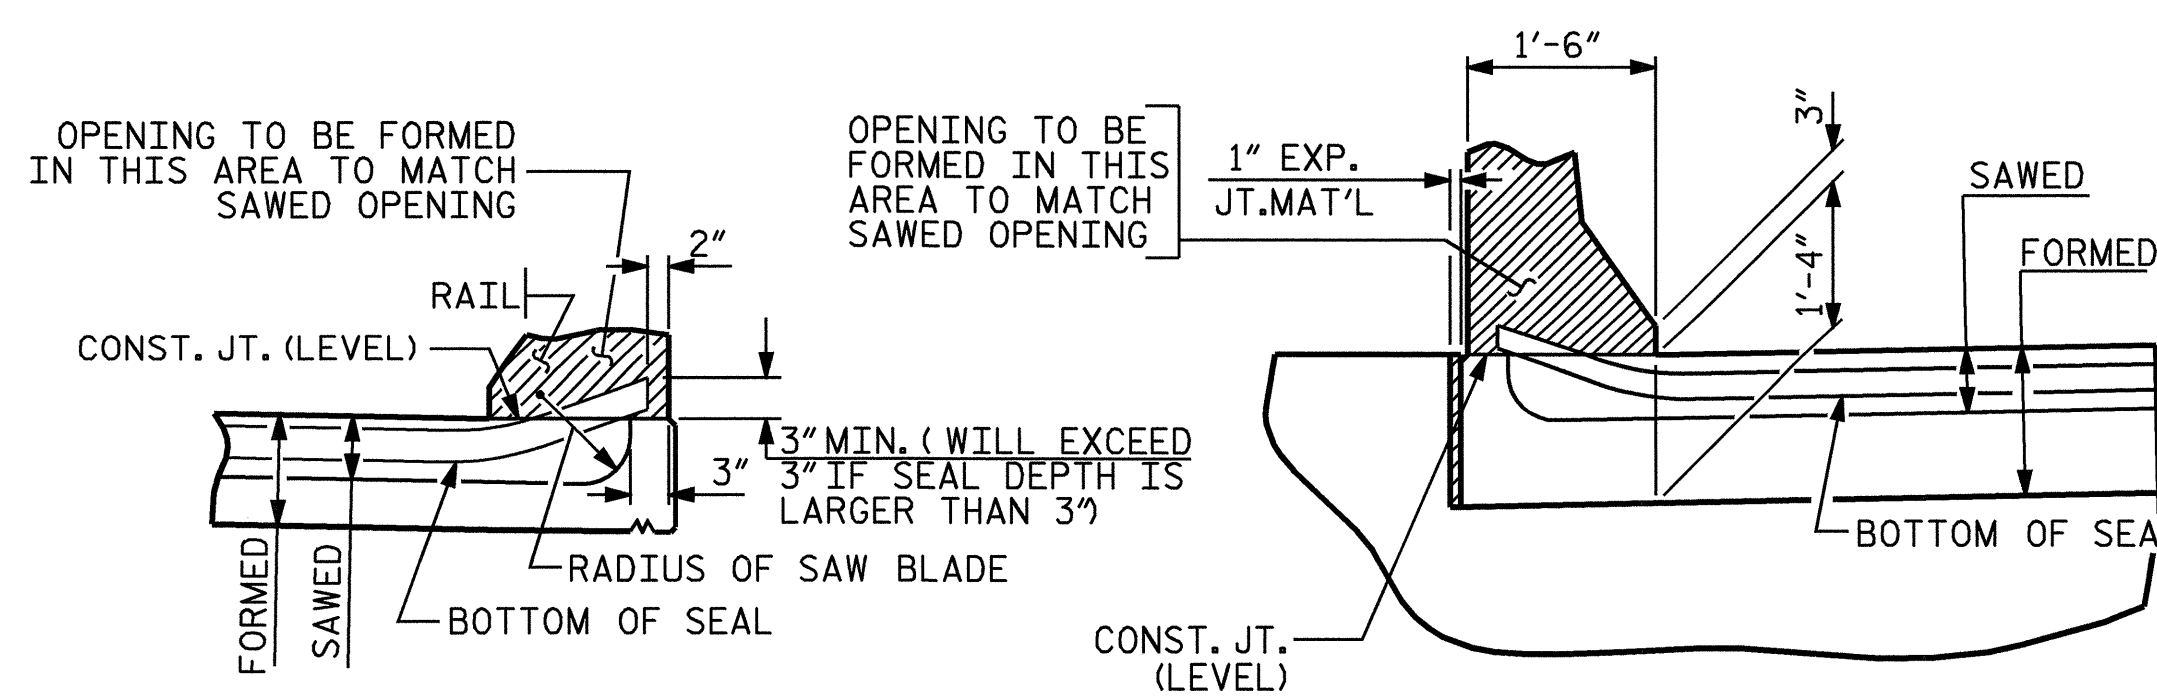 OPENING TO BE FORMED
IN THIS AREA TO MATCH
SAWED OPENING
2"
RAIL
CONST. JT. (LEVEL)
3" MIN. (WILL EXCEED
3" IF SEAL DEPTH IS
LARGER THAN 3")
3"
RADIUS OF SAW BLADE
BOTTOM OF SEAL
FORMED
SAWED
1'-6"
OPENING TO BE
FORMED IN THIS
AREA TO MATCH
SAWED OPENING
1" EXP.
JT. MAT'L
3"
1'-4"
SAWED
FORMED
BOTTOM OF SEA
CONST. JT.
(LEVEL)